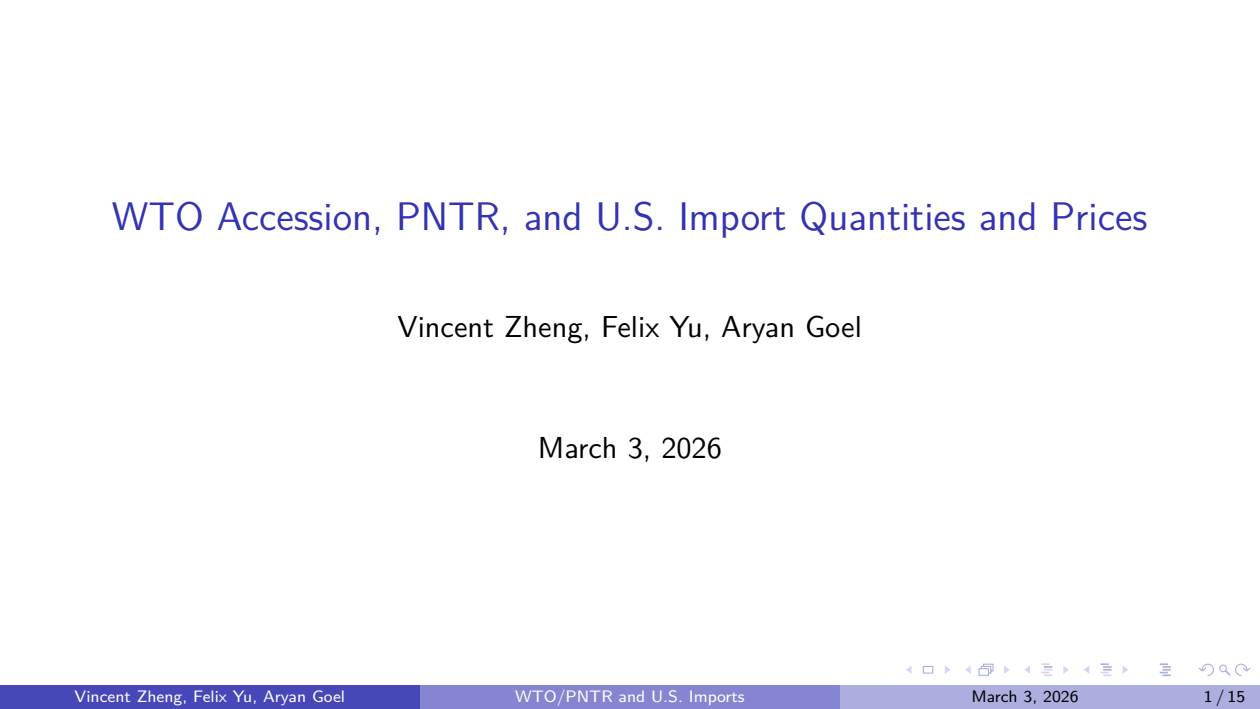 WTO Accession, PNTR, and U.S. Import Quantities and Prices
Vincent Zheng, Felix Yu, Aryan Goel
March 3, 2026
Vincent Zheng, Felix Yu, Aryan Goel
WTO/PNTR and U.S. Imports
March 3, 2026
1 / 15